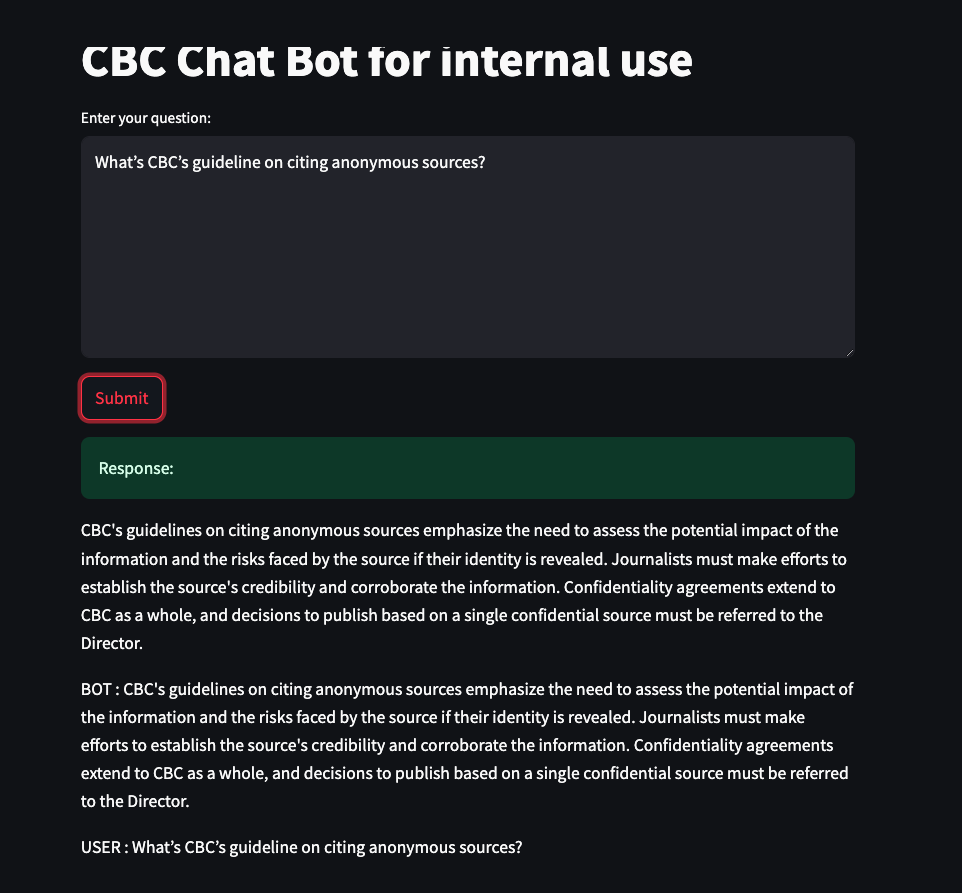 CBC Chat Bot for internal use
Enter your question:
What’s CBC’s guideline on citing anonymous sources?
Submit
Response:
CBC's guidelines on citing anonymous sources emphasize the need to assess the potential impact of the
information and the risks faced by the source if their identity is revealed. Journalists must make efforts to
establish the source's credibility and corroborate the information. Confidentiality agreements extend to
CBC as a whole, and decisions to publish based on a single confidential source must be referred to the
Director.
BOT : CBC's guidelines on citing anonymous sources emphasize the need to assess the potential impact of
the information and the risks faced by the source if their identity is revealed. Journalists must make
efforts to establish the source's credibility and corroborate the information. Confidentiality agreements
extend to CBC as a whole, and decisions to publish based on a single confidential source must be referred
to the Director.
USER : What’s CBC’s guideline on citing anonymous sources?